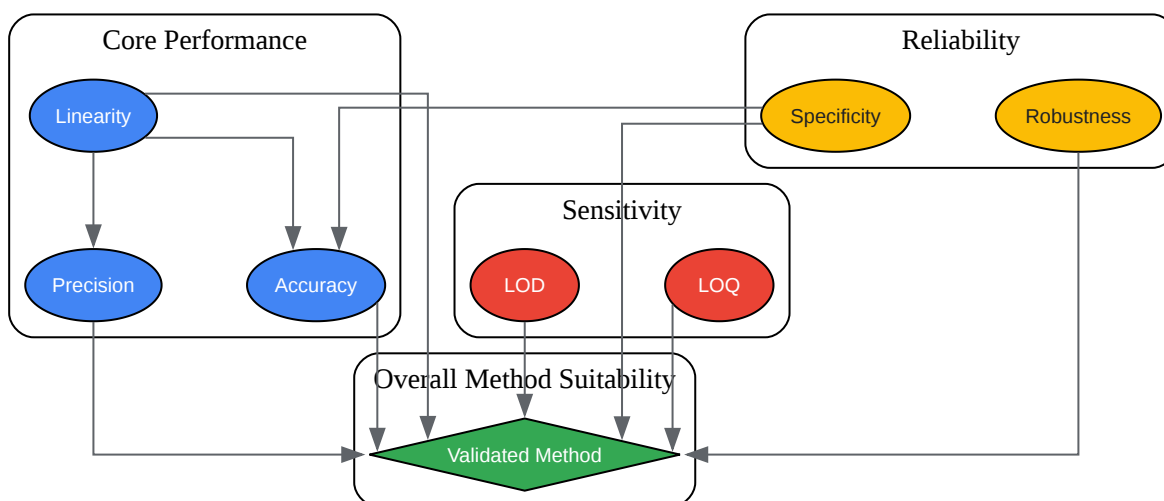 Core Performance
Reliability
Linearity
Specificity
Robustness
Sensitivity
Precision
Accuracy
LOD
LOQ
Overall Method Suitability
Validated Method